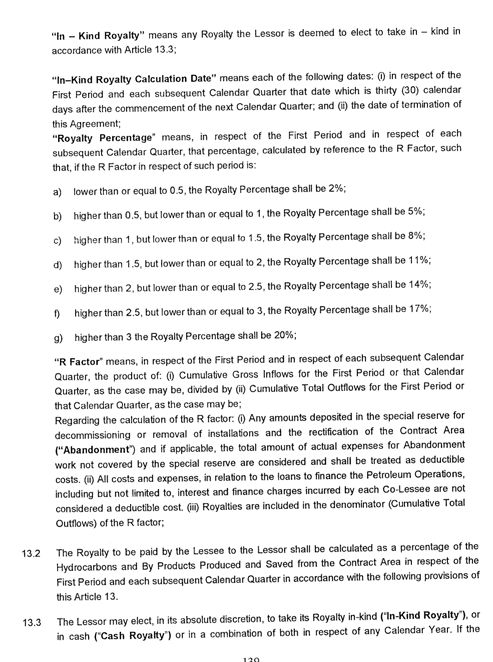 “In – Kind Royalty” means any Royalty the Lessor is deemed to elect to take in – kind in
accordance with Article 13.3;
“In–Kind Royalty Calculation Date” means each of the following dates: (i) in respect of the
First Period and each subsequent Calendar Quarter that date which is thirty (30) calendar
days after the commencement of the next Calendar Quarter; and (ii) the date of termination of
this Agreement;
“Royalty Percentage” means, in respect of the First Period and in respect of each
subsequent Calendar Quarter, that percentage, calculated by reference to the R Factor, such
that, if the R Factor in respect of such period is:
a) lower than or equal to 0.5, the Royalty Percentage shall be 2%;
b) higher than 0.5, but lower than or equal to 1, the Royalty Percentage shall be 5%;
c) higher than 1, but lower than or equal to 1.5, the Royalty Percentage shall be 8%;
d) higher than 1.5, but lower than or equal to 2, the Royalty Percentage shall be 11%;
e) higher than 2, but lower than or equal to 2.5, the Royalty Percentage shall be 14%;
f) higher than 2.5, but lower than or equal to 3, the Royalty Percentage shall be 17%;
g) higher than 3 the Royalty Percentage shall be 20%;
“R Factor” means, in respect of the First Period and in respect of each subsequent Calendar
Quarter, the product of: (i) Cumulative Gross Inflows for the First Period or that Calendar
Quarter, as the case may be, divided by (ii) Cumulative Total Outflows for the First Period or
that Calendar Quarter, as the case may be;
Regarding the calculation of the R factor: (i) Any amounts deposited in the special reserve for
decommissioning or removal of installations and the rectification of the Contract Area
(“Abandonment”) and if applicable, the total amount of actual expenses for Abandonment
work not covered by the special reserve are considered and shall be treated as deductible
costs. (ii) All costs and expenses, in relation to the loans to finance the Petroleum Operations,
including but not limited to, interest and finance charges incurred by each Co-Lessee are not
considered a deductible cost. (iii) Royalties are included in the denominator (Cumulative Total
Outflows) of the R factor;
13.2 The Royalty to be paid by the Lessee to the Lessor shall be calculated as a percentage of the
Hydrocarbons and By Products Produced and Saved from the Contract Area in respect of the
First Period and each subsequent Calendar Quarter in accordance with the following provisions of
this Article 13.
13.3 The Lessor may elect, in its absolute discretion, to take its Royalty in-kind (“In-Kind Royalty”), or
in cash (“Cash Royalty”) or in a combination of both in respect of any Calendar Year. If the
139